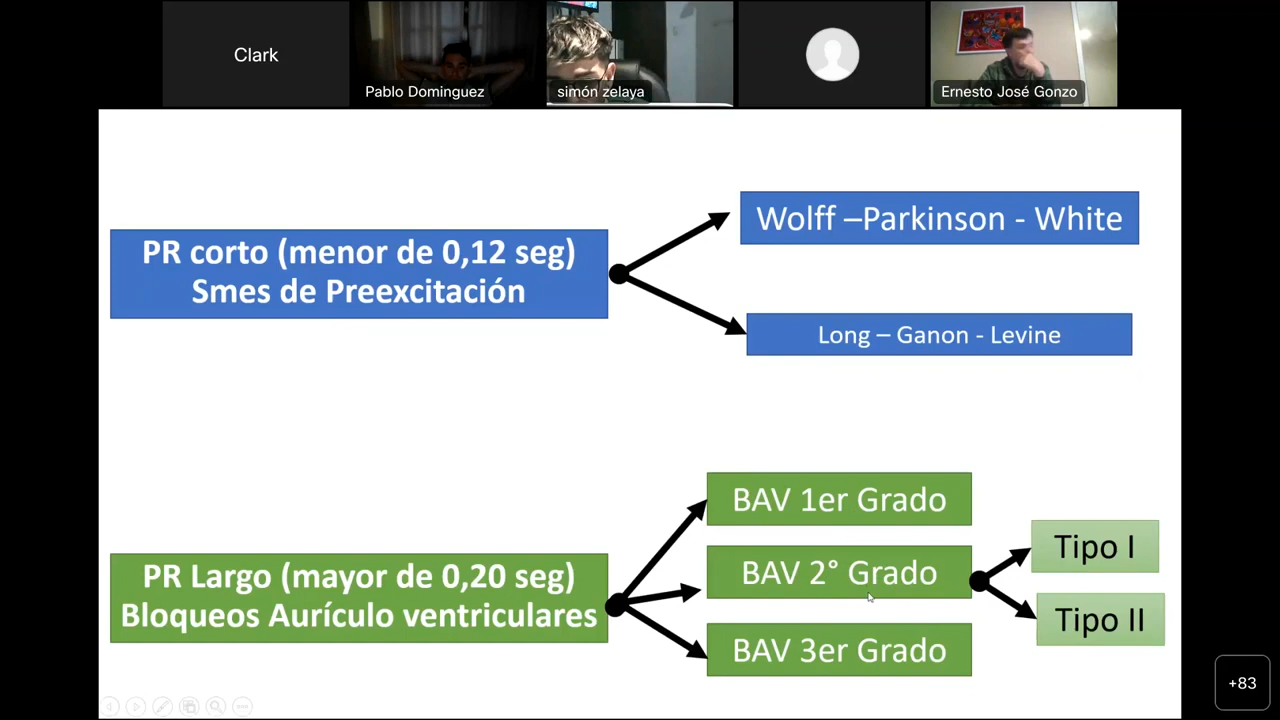 Clark
Pablo Dominguez
simón zelaya
Ernesto José Gonzo
PR corto (menor de 0,12 seg)
Smes de Preexcitación
Wolff –Parkinson - White
Long – Ganon - Levine
PR Largo (mayor de 0,20 seg)
Bloqueos Aurículo ventriculares
BAV 1er Grado
BAV 2° Grado
BAV 3er Grado
Tipo I
Tipo II
+83